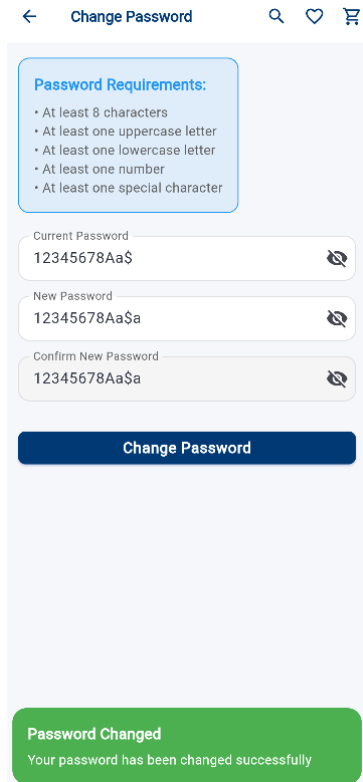 Change Password
Password Requirements:
• At least 8 characters
• At least one uppercase letter
• At least one lowercase letter
• At least one number
• At least one special character
Current Password
12345678Aa$
New Password
12345678Aa$a
Confirm New Password
12345678Aa$a
Change Password
Password Changed
Your password has been changed successfully